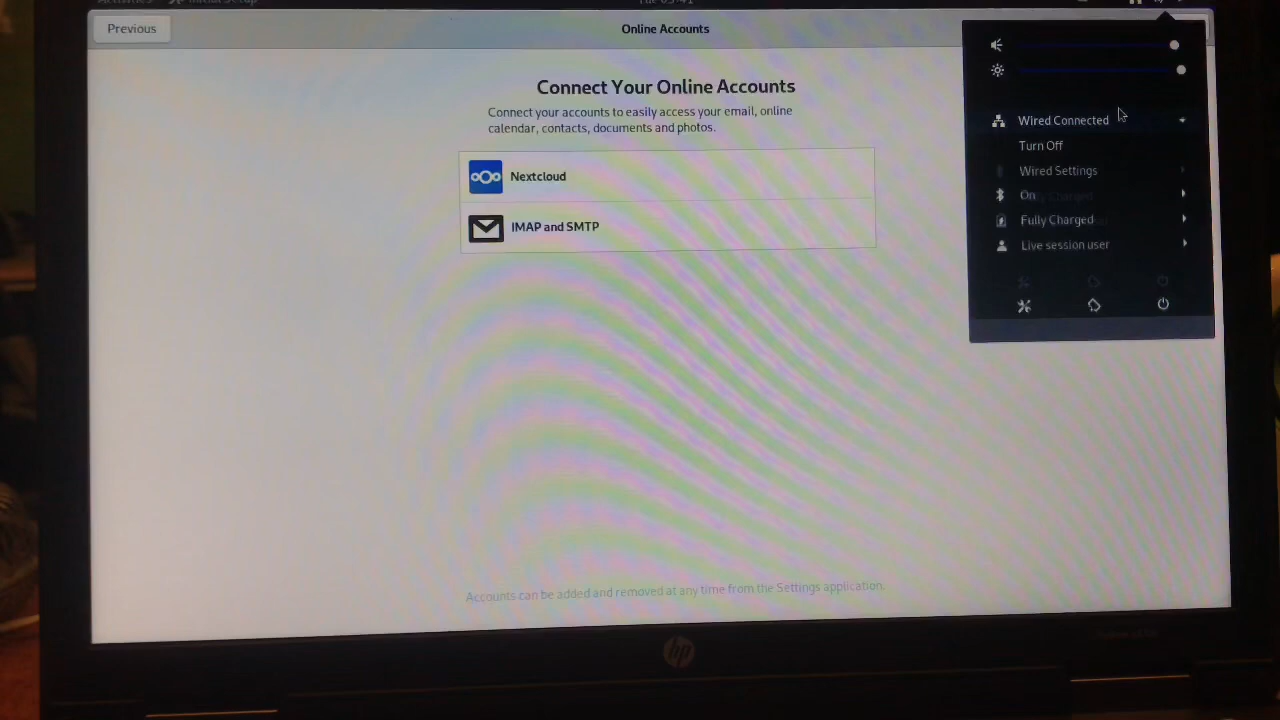 Previous
Online Accounts
Connect Your Online Accounts
Connect your accounts to easily access your email, online
calendar, contacts, documents and photos.
Nextcloud
IMAP and SMTP
Accounts can be added and removed at any time from the Settings application.
Wired Connected
Turn Off
Wired Settings
On
Fully Charged
Live session user
hp